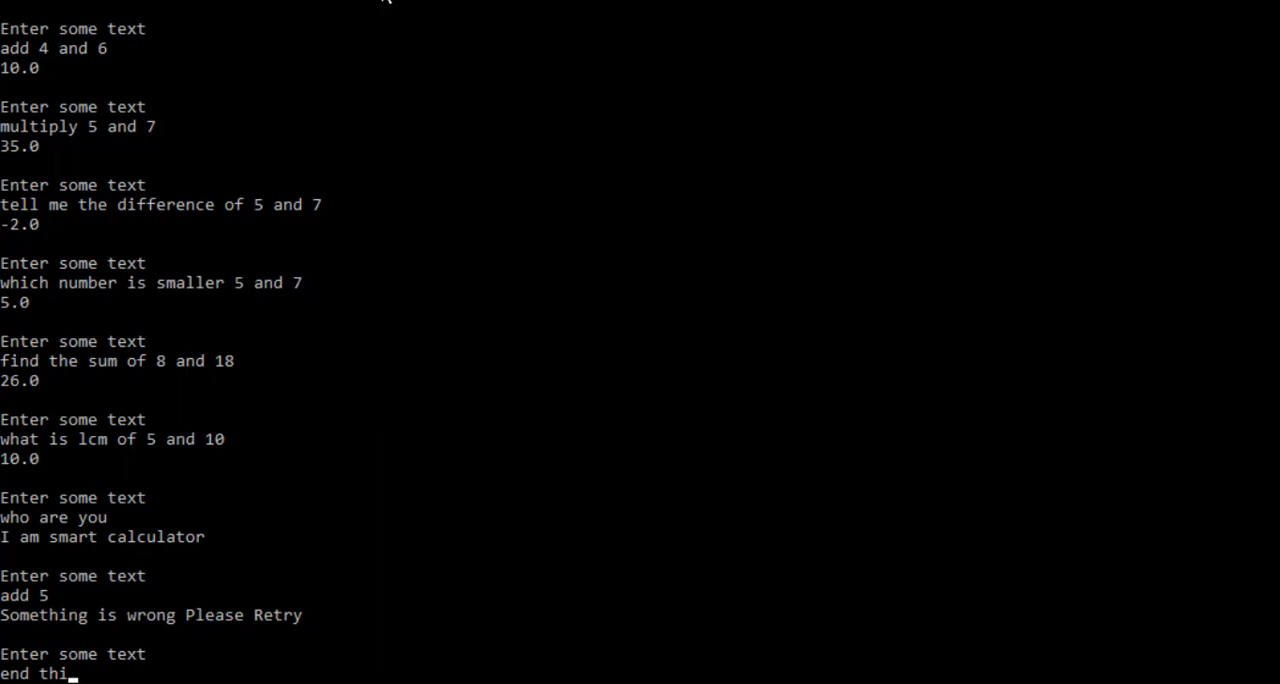 Enter some text
add 4 and 6
10.0
Enter some text
multiply 5 and 7
35.0
Enter some text
tell me the difference of 5 and 7
-2.0
Enter some text
which number is smaller 5 and 7
5.0
Enter some text
find the sum of 8 and 18
26.0
Enter some text
what is lcm of 5 and 10
10.0
Enter some text
who are you
I am smart calculator
Enter some text
add 5
Something is wrong Please Retry
Enter some text
end thi